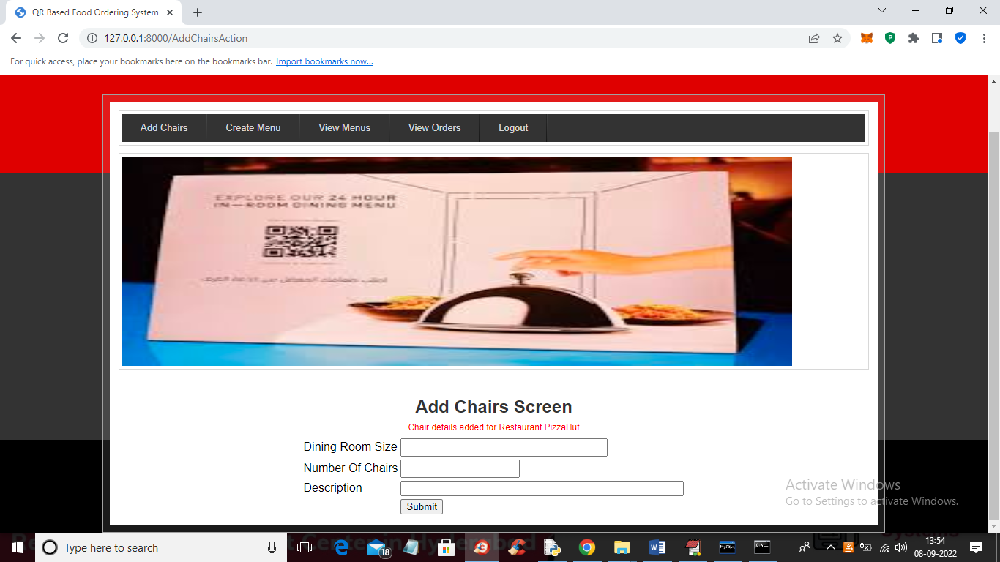 QR Based Food Ordering System
127.0.0.1:8000/AddChairsAction
For quick access, place your bookmarks here on the bookmarks bar. Import bookmarks now...
Add Chairs Create Menu View Menus View Orders Logout
EXPLORE OUR 24 HOUR
IN-ROOM DINING MENU
Add Chairs Screen
Chair details added for Restaurant PizzaHut
Dining Room Size
Number Of Chairs
Description
Submit
Activate Windows
Go to Settings to activate Windows.
Type here to search
18
13:54
08-09-2022